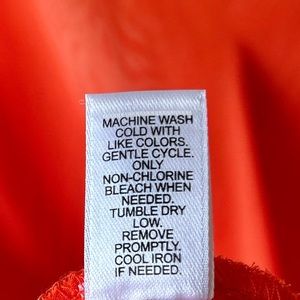 MACHINE WASH
COLD WITH
LIKE COLORS.
GENTLE CYCLE.
ONLY
NON-CHLORINE
BLEACH WHEN
NEEDED.
TUMBLE DRY
LOW.
REMOVE
PROMPTLY.
COOL IRON
IF NEEDED.